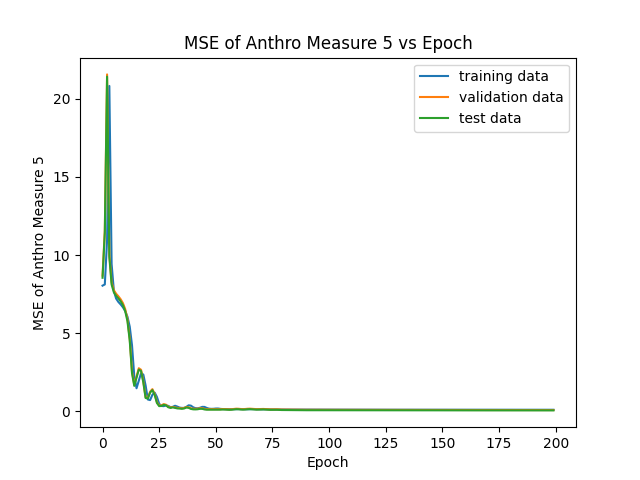 MSE of Anthro Measure 5 vs Epoch
training data
validation data
test data
MSE of Anthro Measure 5
20
15
10
5
0
0 25 50 75 100 125 150 175 200
Epoch